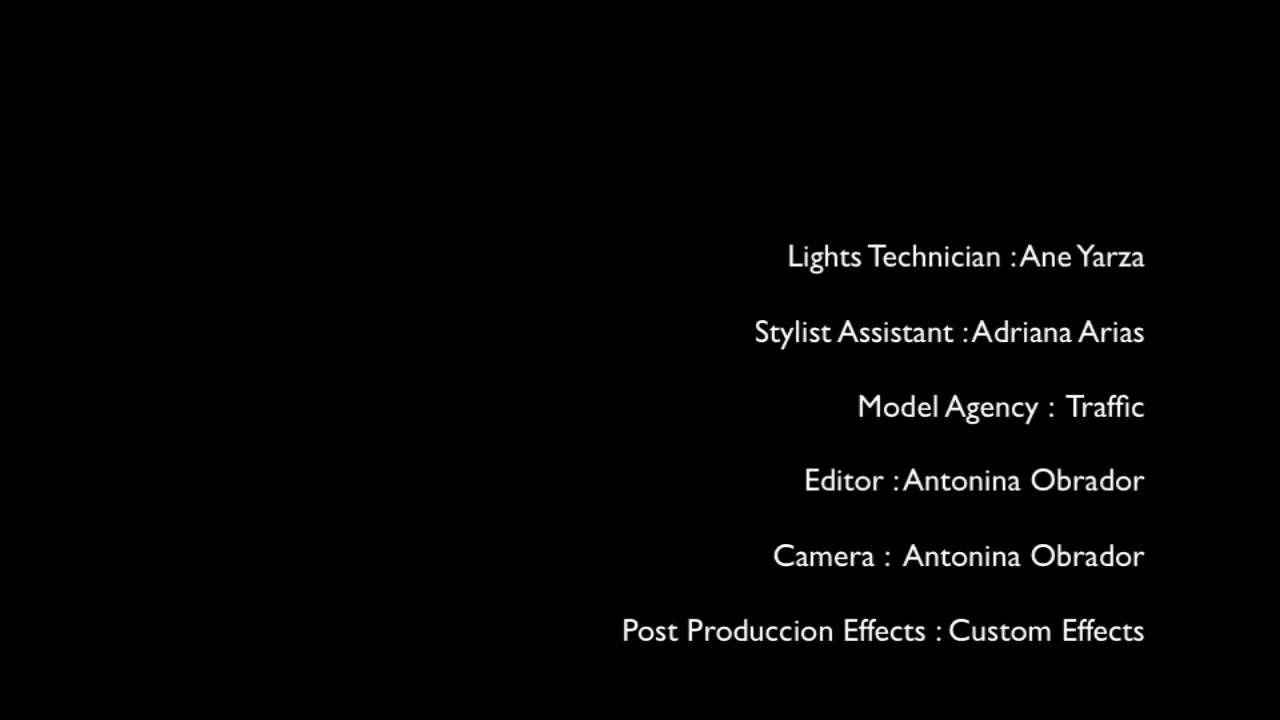 Lights Technician : Ane Yarza
Stylist Assistant : Adriana Arias
Model Agency : Traffic
Editor : Antonina Obrador
Camera : Antonina Obrador
Post Produccion Effects : Custom Effects